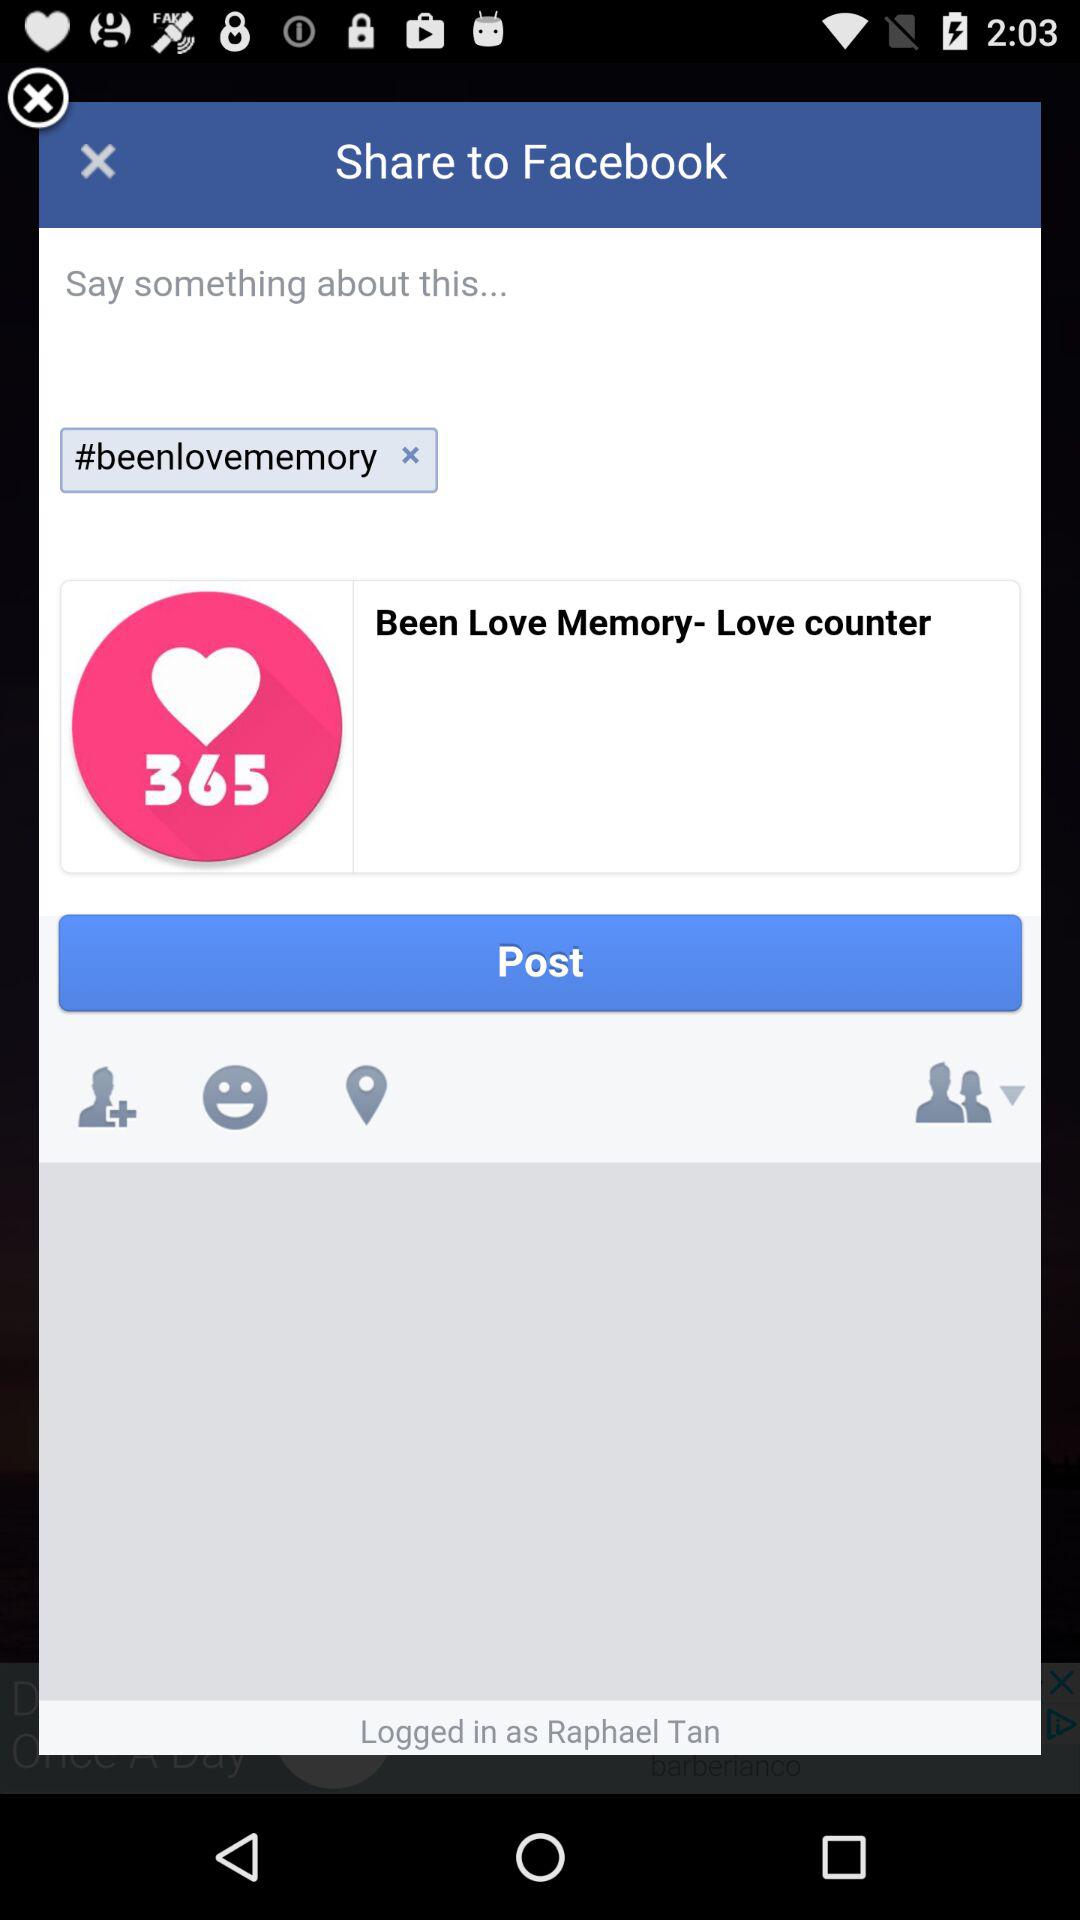 FAKE
2:03
Share to Facebook
Say something about this...
#beenlovememory
365
Been Love Memory- Love counter
Post
Logged in as Raphael Tan
Once A Day
barberianco